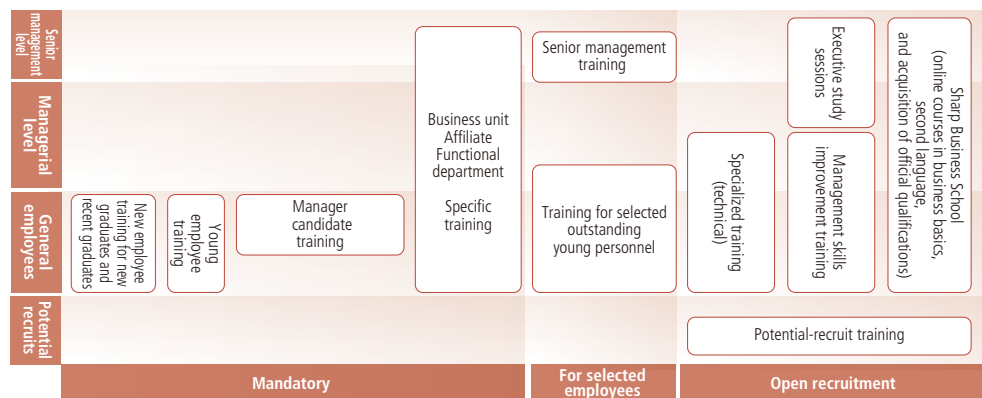 Senior
management
level
Managerial
level
General
employees
Potential
recruits
New employee
training for new
graduates and
recent graduates
Young
employee
training
Manager
candidate
training
Business unit
Affiliate
Functional
department
Specific
training
Senior management
training
Training for selected
outstanding
young personnel
Specialized training
(technical)
Executive study
sessions
Management skills
improvement training
Sharp Business School
(online courses in business basics,
second language,
and acquisition of official qualifications)
Potential-recruit training
Mandatory
For selected
employees
Open recruitment